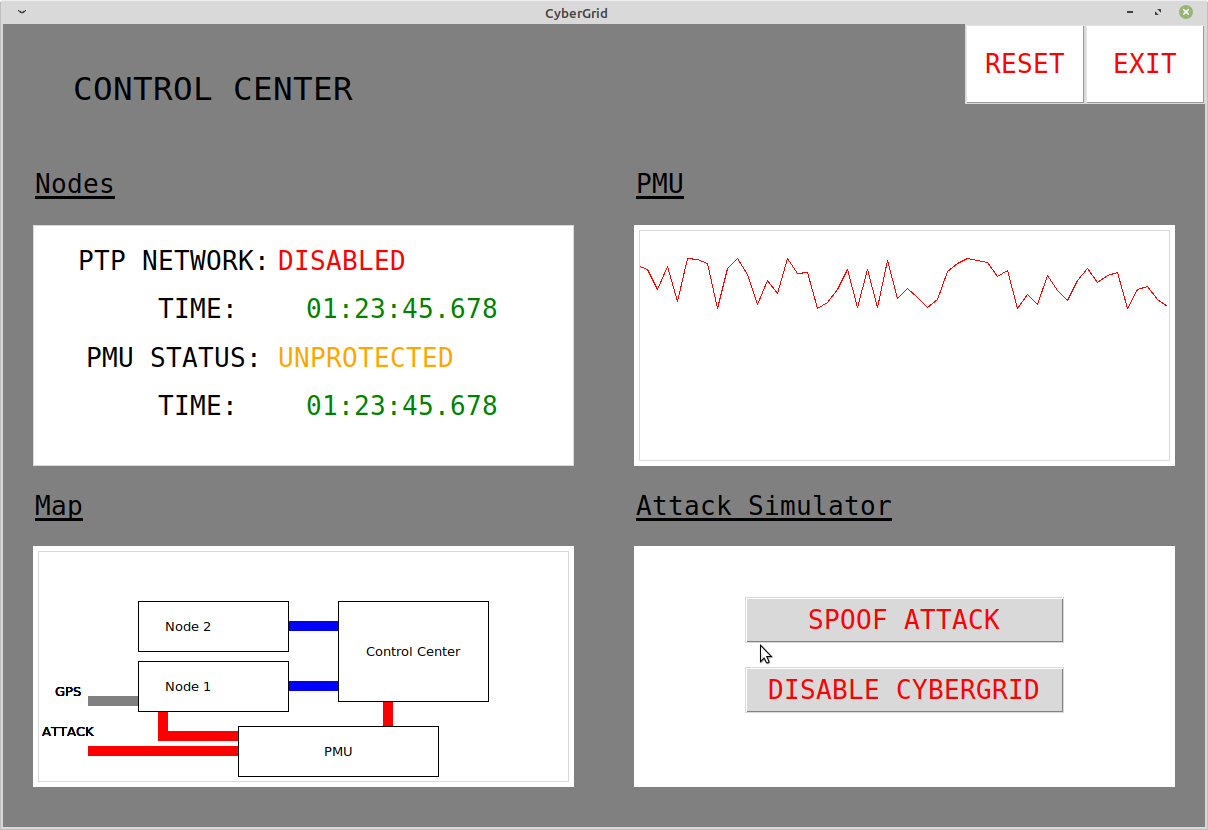 CyberGrid
RESET EXIT
CONTROL CENTER
Nodes
PTP NETWORK: DISABLED
TIME: 01:23:45.678
PMU STATUS: UNPROTECTED
TIME: 01:23:45.678
PMU
Map
Node 2
Control Center
Node 1
GPS
ATTACK
PMU
Attack Simulator
SPOOF ATTACK
DISABLE CYBERGRID